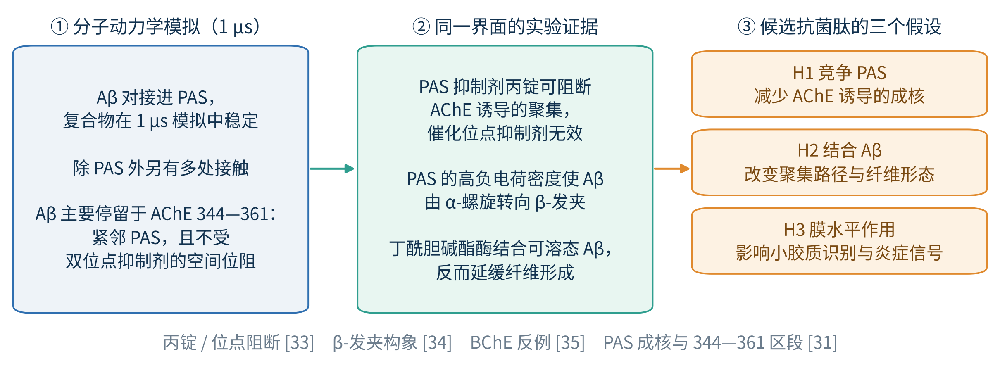 ① 分子动力学模拟（1 μs）
Aβ 对接进 PAS，
复合物在 1 μs 模拟中稳定
除 PAS 外另有多处接触
Aβ 主要停留于 AChE 344—361：
紧邻 PAS，且不受
双位点抑制剂的空间位阻
② 同一界面的实验证据
PAS 抑制剂丙锭可阻断
AChE 诱导的聚集，
催化位点抑制剂无效
PAS 的高负电荷密度使 Aβ
由 α-螺旋转向 β-发夹
丁酰胆碱酯酶结合可溶态 Aβ，
反而延缓纤维形成
③ 候选抗菌肽的三个假设
H1 竞争 PAS
减少 AChE 诱导的成核
H2 结合 Aβ
改变聚集路径与纤维形态
H3 膜水平作用
影响小胶质识别与炎症信号
丙锭 / 位点阻断 [33] β-发夹构象 [34] BChE 反例 [35] PAS 成核与 344—361 区段 [31]